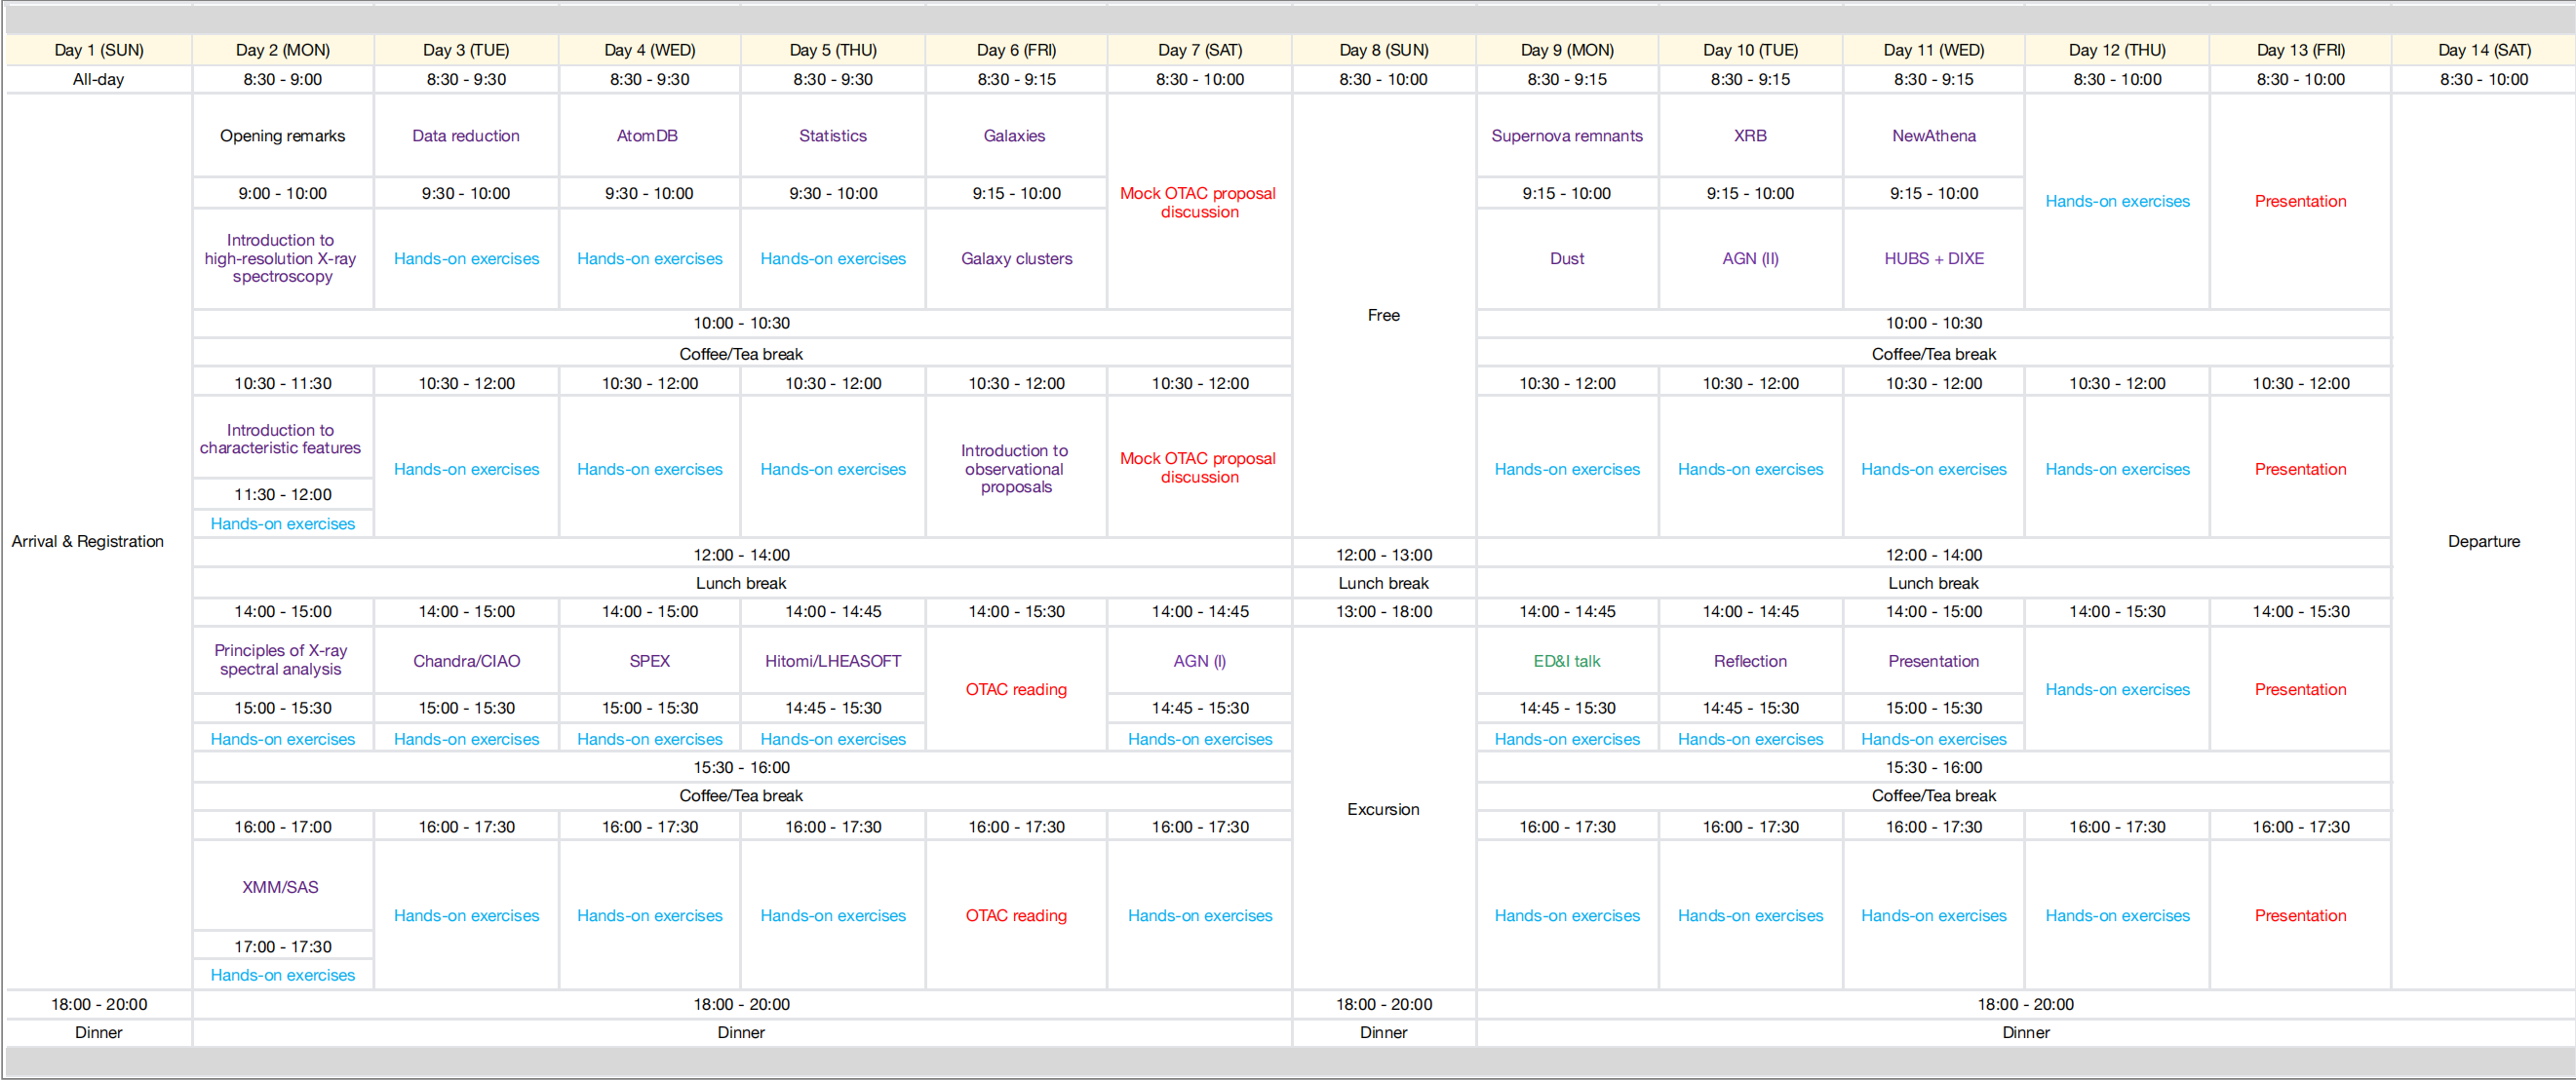 Day 1 (SUN) Day 2 (MON) Day 3 (TUE) Day 4 (WED) Day 5 (THU) Day 6 (FRI) Day 7 (SAT) Day 8 (SUN) Day 9 (MON) Day 10 (TUE) Day 11 (WED) Day 12 (THU) Day 13 (FRI) Day 14 (SAT)
All-day 8:30 - 9:00 8:30 - 9:30 8:30 - 9:30 8:30 - 9:30 8:30 - 9:15 8:30 - 10:00 8:30 - 10:00 8:30 - 9:15 8:30 - 9:15 8:30 - 9:15 8:30 - 10:00 8:30 - 10:00 8:30 - 10:00
Opening remarks Data reduction AtomDB Statistics Galaxies Supernova remnants XRB NewAthena
9:00 - 10:00 9:30 - 10:00 9:30 - 10:00 9:30 - 10:00 9:15 - 10:00 Mock OTAC proposal 9:15 - 10:00 9:15 - 10:00 9:15 - 10:00
discussion Hands-on exercises Presentation
Introduction to
high-resolution X-ray Hands-on exercises Hands-on exercises Hands-on exercises Galaxy clusters Dust AGN (II) HUBS + DIXE
spectroscopy
Free
10:00 - 10:30 10:00 - 10:30
Coffee/Tea break Coffee/Tea break
10:30 - 11:30 10:30 - 12:00 10:30 - 12:00 10:30 - 12:00 10:30 - 12:00 10:30 - 12:00 10:30 - 12:00 10:30 - 12:00 10:30 - 12:00 10:30 - 12:00 10:30 - 12:00
Introduction to
characteristic features
Introduction to Mock OTAC proposal
Hands-on exercises Hands-on exercises Hands-on exercises observational discussion Hands-on exercises Hands-on exercises Hands-on exercises Hands-on exercises Presentation
proposals
11:30 - 12:00
Hands-on exercises
Arrival & Registration Departure
12:00 - 14:00 12:00 - 13:00 12:00 - 14:00
Lunch break Lunch break Lunch break
14:00 - 15:00 14:00 - 15:00 14:00 - 15:00 14:00 - 14:45 14:00 - 15:30 14:00 - 14:45 13:00 - 18:00 14:00 - 14:45 14:00 - 14:45 14:00 - 15:00 14:00 - 15:30 14:00 - 15:30
Principles of X-ray
spectral analysis Chandra/CIAO SPEX Hitomi/LHEASOFT AGN (I) ED&I talk Reflection Presentation
OTAC reading Hands-on exercises Presentation
15:00 - 15:30 15:00 - 15:30 15:00 - 15:30 14:45 - 15:30 14:45 - 15:30 14:45 - 15:30 14:45 - 15:30 15:00 - 15:30
Hands-on exercises Hands-on exercises Hands-on exercises Hands-on exercises Hands-on exercises Hands-on exercises Hands-on exercises Hands-on exercises
15:30 - 16:00 15:30 - 16:00
Coffee/Tea break Coffee/Tea break
Excursion
16:00 - 17:00 16:00 - 17:30 16:00 - 17:30 16:00 - 17:30 16:00 - 17:30 16:00 - 17:30 16:00 - 17:30 16:00 - 17:30 16:00 - 17:30 16:00 - 17:30 16:00 - 17:30
XMM/SAS
Hands-on exercises Hands-on exercises Hands-on exercises OTAC reading Hands-on exercises Hands-on exercises Hands-on exercises Hands-on exercises Hands-on exercises Presentation
17:00 - 17:30
Hands-on exercises
18:00 - 20:00 18:00 - 20:00 18:00 - 20:00 18:00 - 20:00
Dinner Dinner Dinner Dinner